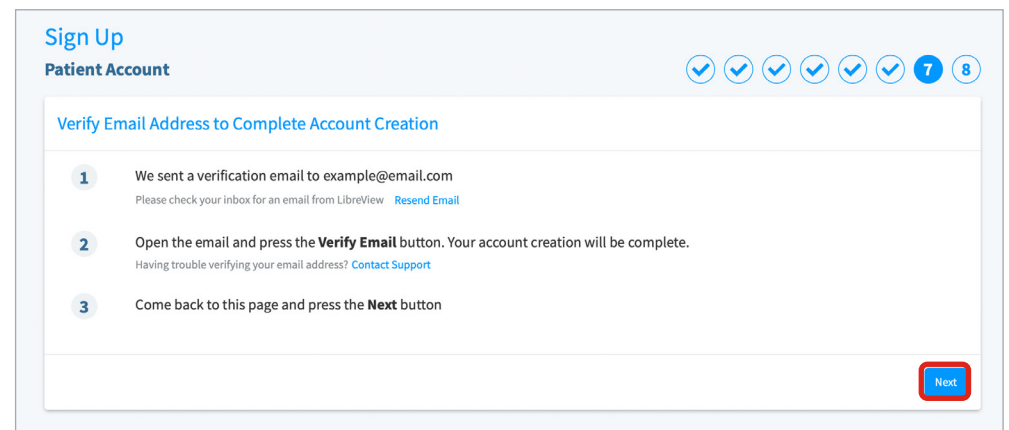 Sign Up
Patient Account
7 8
Verify Email Address to Complete Account Creation
1 We sent a verification email to example@email.com
Please check your inbox for an email from LibreView Resend Email
2 Open the email and press the Verify Email button. Your account creation will be complete.
Having trouble verifying your email address? Contact Support
3 Come back to this page and press the Next button
Next